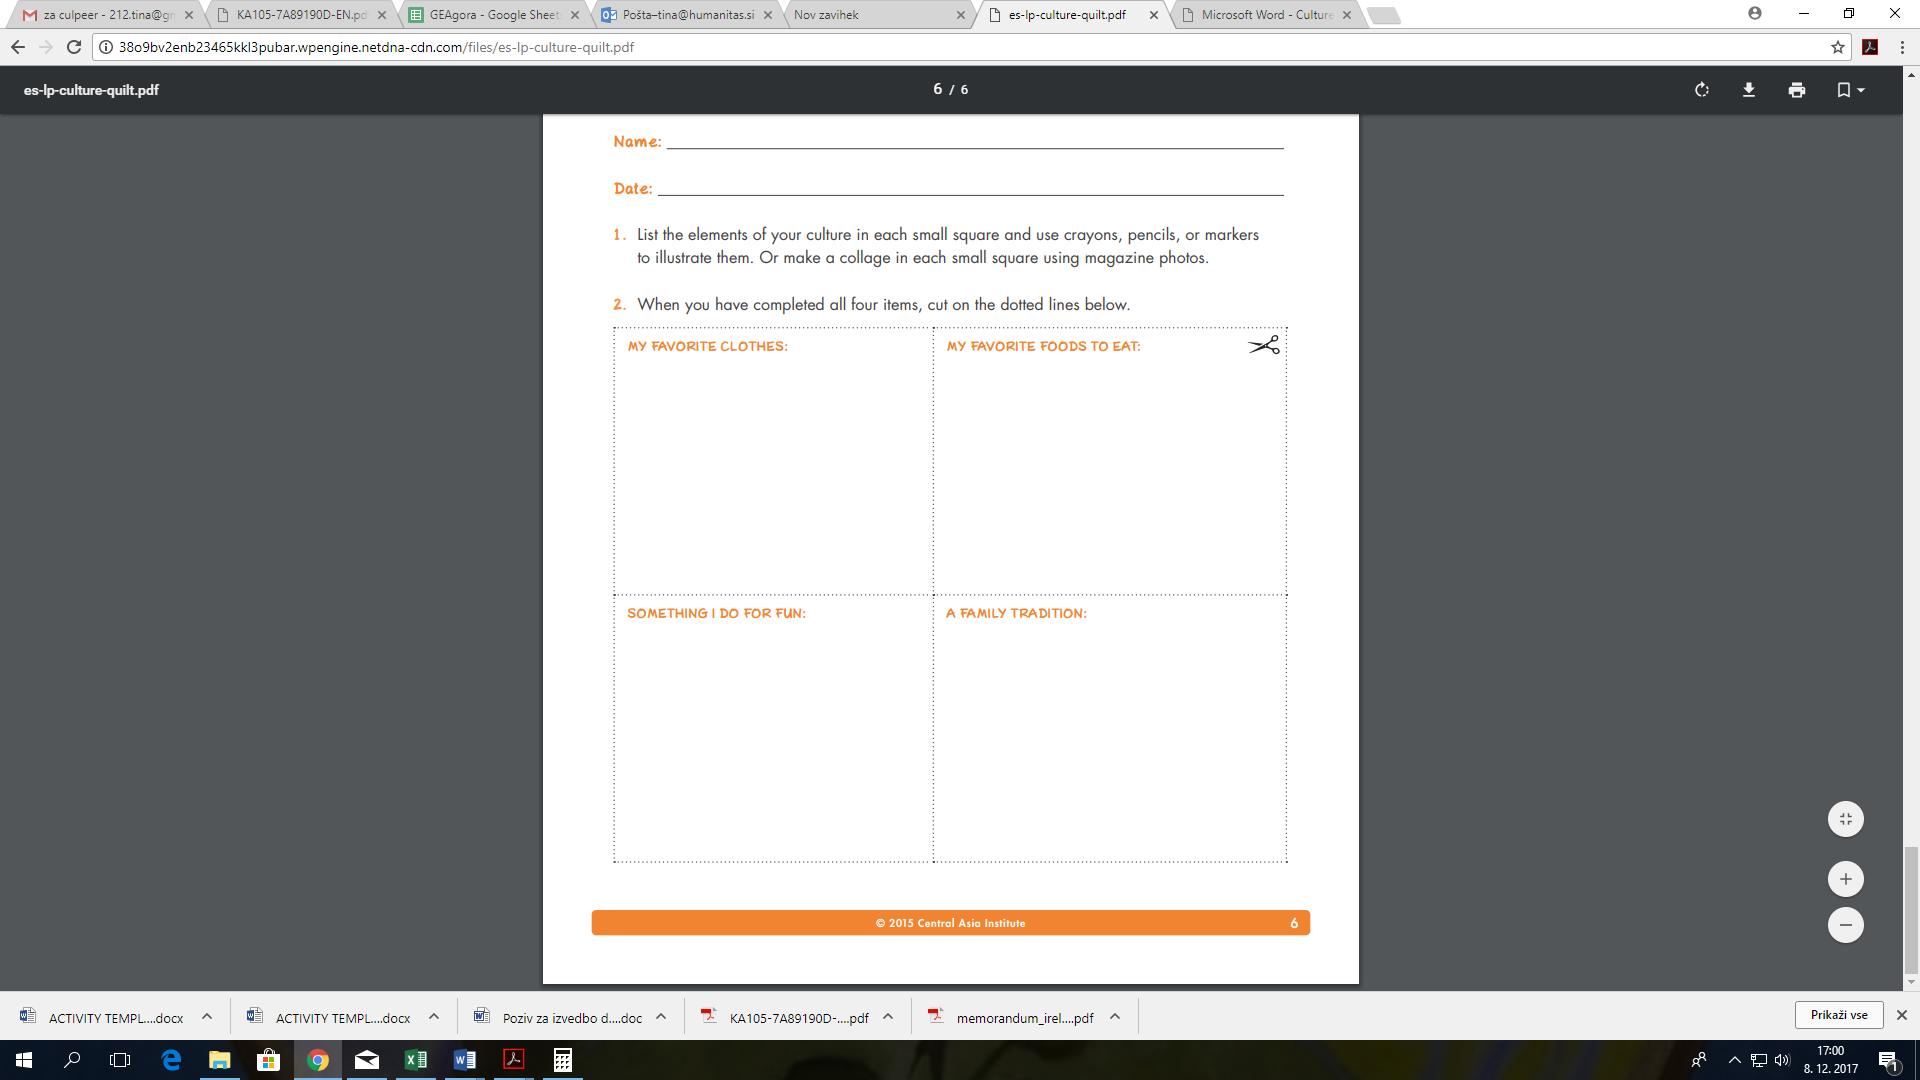 za culpeer - 212.tina@gn
KA105-7A89190D-EN.pd
GEAgora - Google Sheet
Pošta–tina@humanitas.si
Nov zavihek
es-lp-culture-quilt.pdf
Microsoft Word - Culture
38o9bv2enb23465kkl3pubar.wpengine.netdna-cdn.com/files/es-lp-culture-quilt.pdf
es-lp-culture-quilt.pdf
6 / 6
Name:
Date:
1. List the elements of your culture in each small square and use crayons, pencils, or markers
to illustrate them. Or make a collage in each small square using magazine photos.
2. When you have completed all four items, cut on the dotted lines below.
MY FAVORITE CLOTHES:
MY FAVORITE FOODS TO EAT:
SOMETHING I DO FOR FUN:
A FAMILY TRADITION:
© 2015 Central Asia Institute
6
ACTIVITY TEMPL....docx
ACTIVITY TEMPL....docx
Poziv za izvedbo d....doc
KA105-7A89190D-....pdf
memorandum_irel....pdf
Prikaži vse
17:00
8. 12. 2017
1